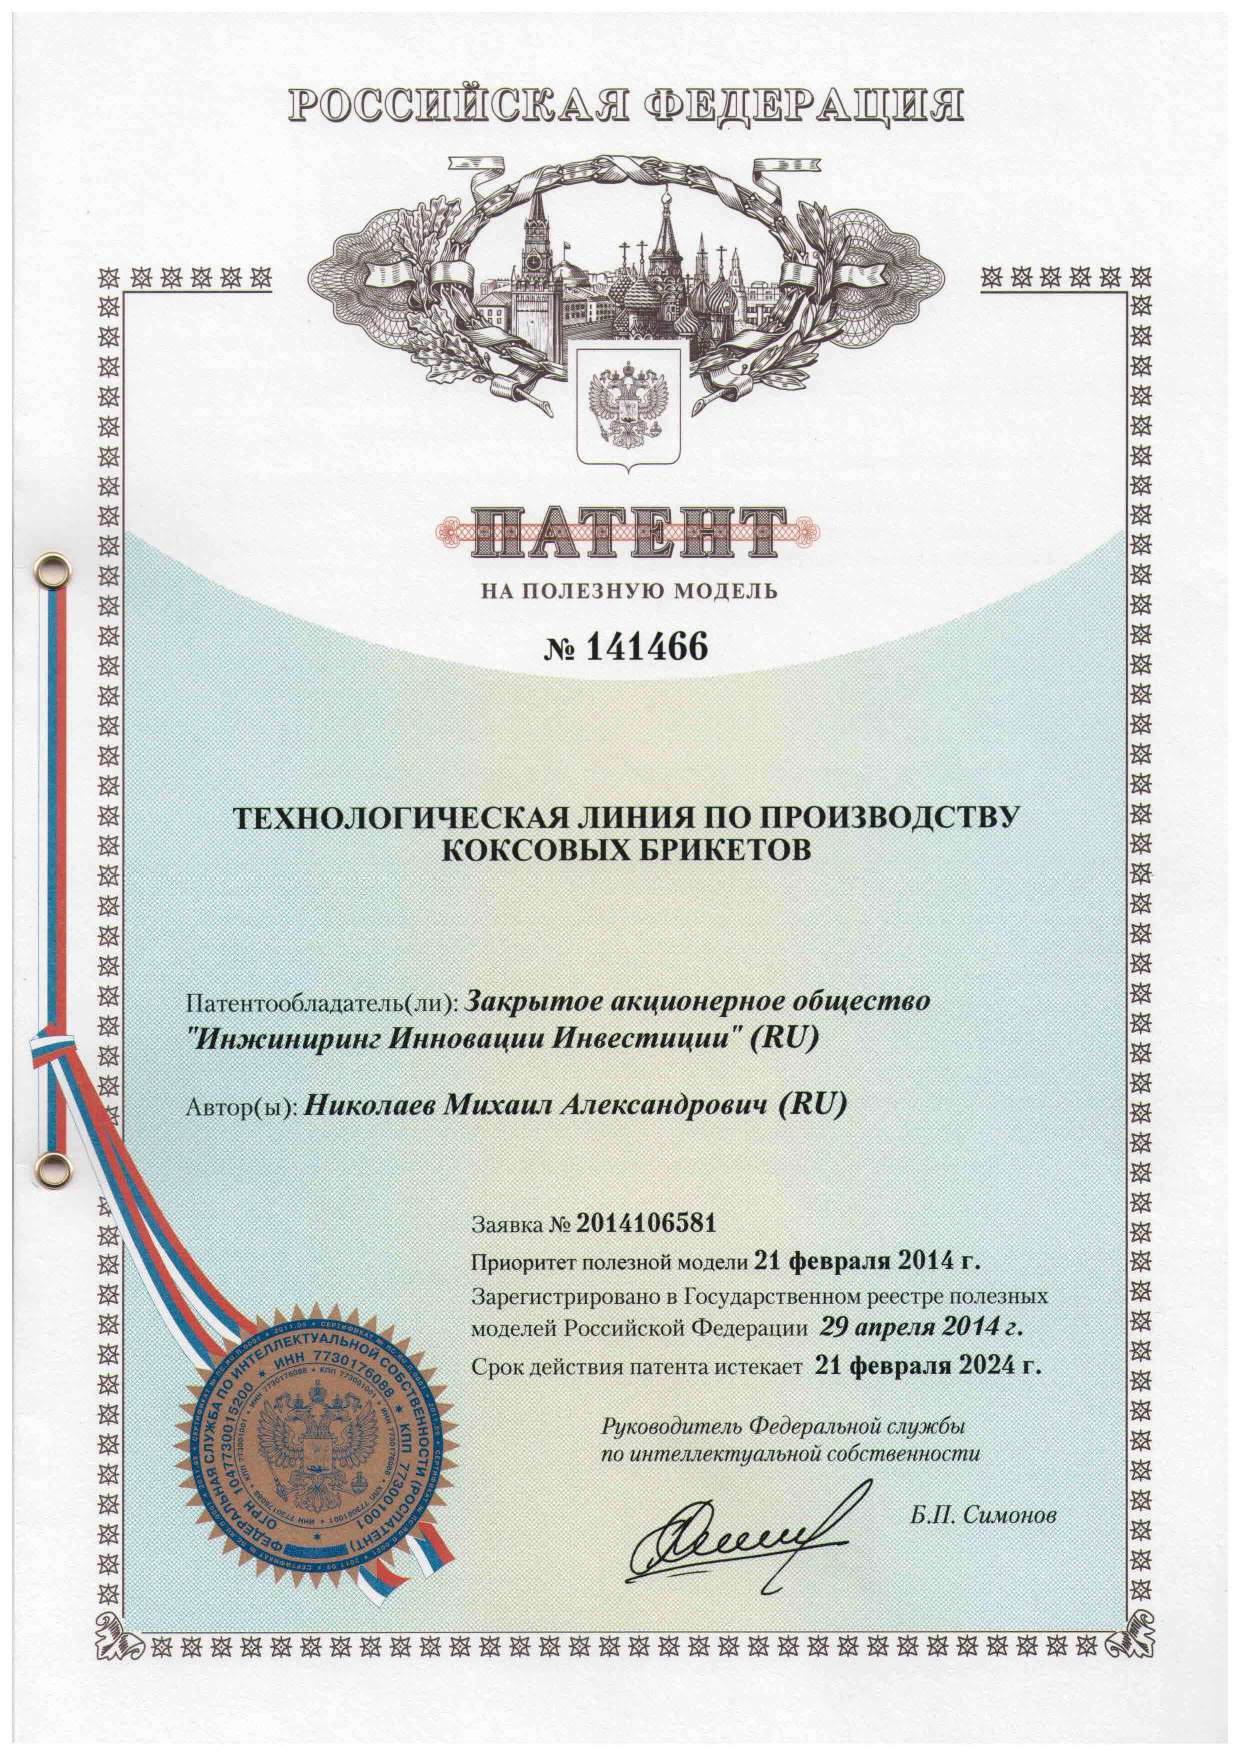 РОССИЙСКАЯ ФЕДЕРАЦИЯ
ПАТЕНТ
НА ПОЛЕЗНУЮ МОДЕЛЬ
№ 141466
ТЕХНОЛОГИЧЕСКАЯ ЛИНИЯ ПО ПРОИЗВОДСТВУ
КОКСОВЫХ БРИКЕТОВ
Патентообладатель(ли): Закрытое акционерное общество
"Инжиниринг Инновации Инвестиции" (RU)
Автор(ы): Николаев Михаил Александрович (RU)
Заявка № 2014106581
Приоритет полезной модели 21 февраля 2014 г.
Зарегистрировано в Государственном реестре полезных
моделей Российской Федерации 29 апреля 2014 г.
Срок действия патента истекает 21 февраля 2024 г.
Руководитель Федеральной службы
по интеллектуальной собственности
Б.П. Симонов
ФЕДЕРАЛЬНАЯ СЛУЖБА ПО ИНТЕЛЛЕКТУАЛЬНОЙ СОБСТВЕННОСТИ (РОСПАТЕНТ)
ОГРН 1047730015200 * ИНН 7730176088 * КПП 773001001 *